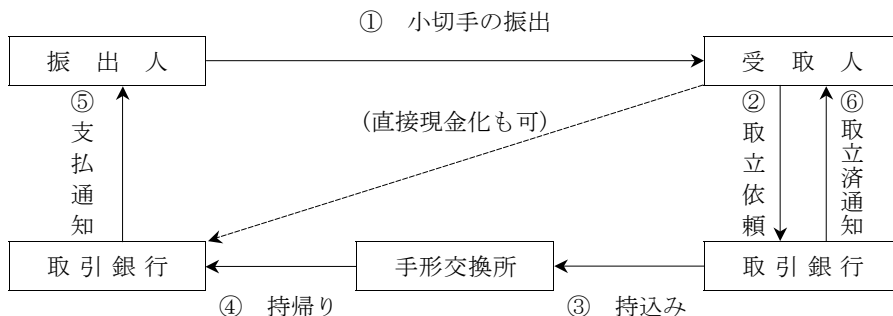 ① 小切手の振出
振出人
受取人
(直接現金化も可)
⑤支払通知
②取立依頼
⑥取立済通知
取引銀行
手形交換所
取引銀行
④ 持帰り
③ 持込み